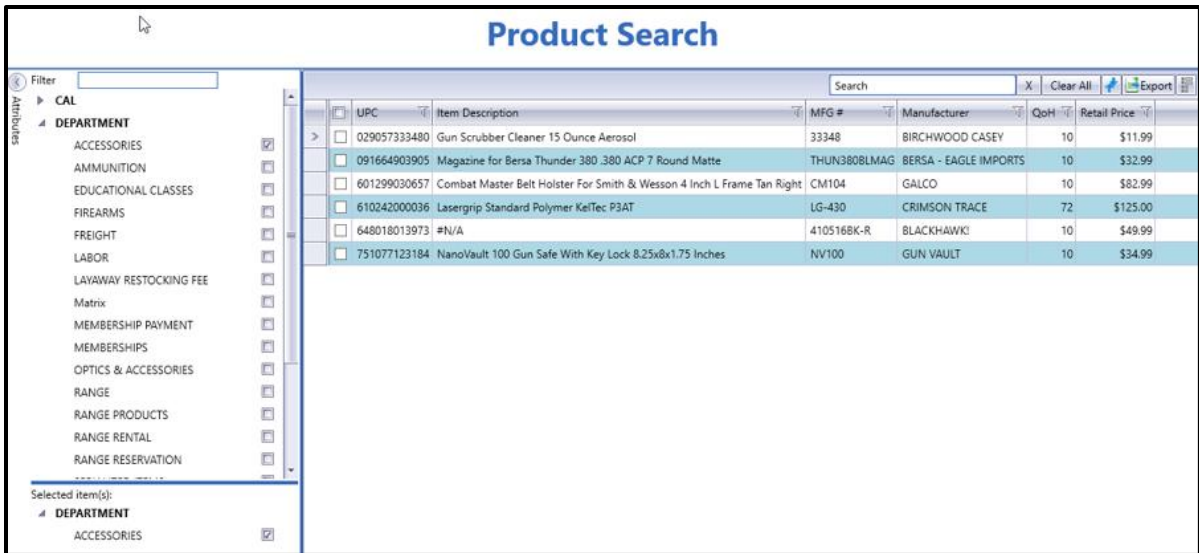 Product Search
Filter
Attributes
CAL
DEPARTMENT
ACCESSORIES
AMMUNITION
EDUCATIONAL CLASSES
FIREARMS
FREIGHT
LABOR
LAYAWAY RESTOCKING FEE
Matrix
MEMBERSHIP PAYMENT
MEMBERSHIPS
OPTICS & ACCESSORIES
RANGE
RANGE PRODUCTS
RANGE RENTAL
RANGE RESERVATION
Selected item(s):
DEPARTMENT
ACCESSORIES
Search X Clear All Export
UPC Item Description MFG # Manufacturer QoH Retail Price
029057333480 Gun Scrubber Cleaner 15 Ounce Aerosol 33348 BIRCHWOOD CASEY 10 $11.99
091664903905 Magazine for Bersa Thunder 380 .380 ACP 7 Round Matte THUN380BLMAG BERSA - EAGLE IMPORTS 10 $32.99
601299030657 Combat Master Belt Holster For Smith & Wesson 4 Inch L Frame Tan Right CM104 GALCO 10 $82.99
610242000036 Lasergrip Standard Polymer KelTec P3AT LG-430 CRIMSON TRACE 72 $125.00
648018013973 #N/A 410516BK-R BLACKHAWK! 10 $49.99
751077123184 NanoVault 100 Gun Safe With Key Lock 8.25x8x1.75 Inches NV100 GUN VAULT 10 $34.99